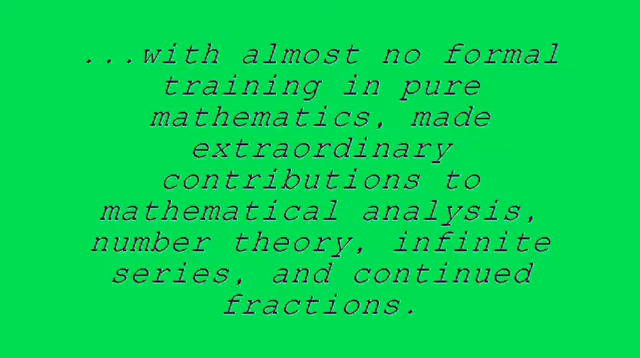 ...with almost no formal
training in pure
mathematics, made
extraordinary
contributions to
mathematical analysis,
number theory, infinite
series, and continued
fractions.